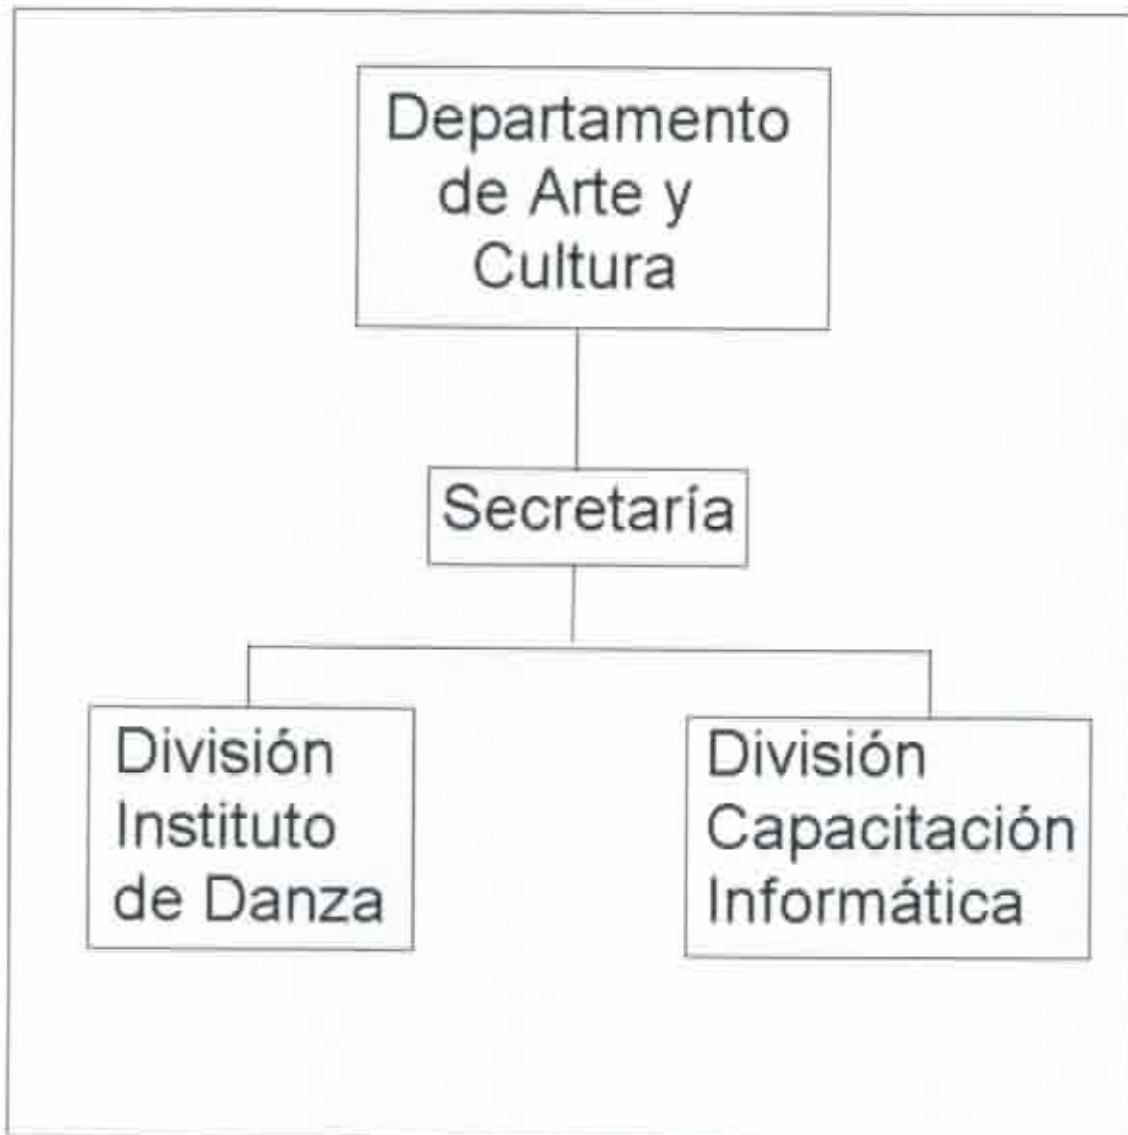 Departamento
de Arte y
Cultura
Secretaría
División
Instituto
de Danza
División
Capacitación
Informática